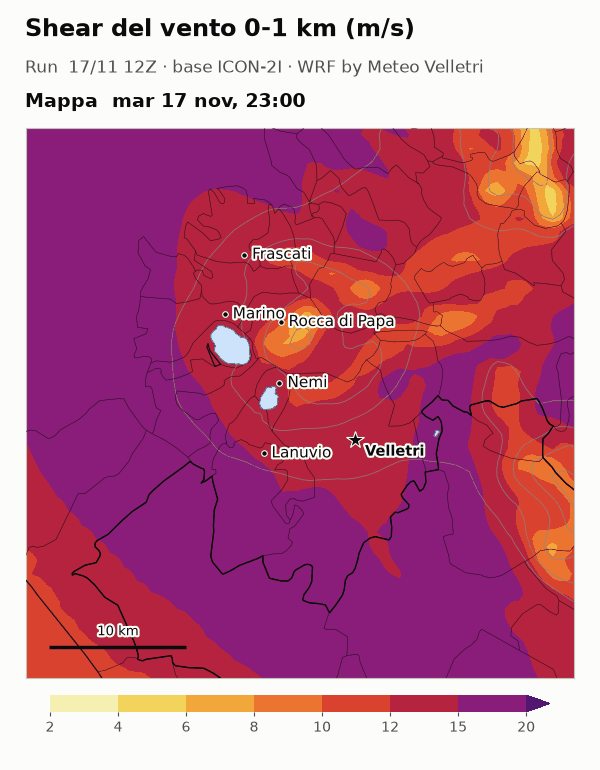 Shear del vento 0-1 km (m/s)
Run  17/11 12Z · base ICON-2I · WRF by Meteo Velletri
Mappa  mar 17 nov, 23:00
Frascati
Marino
Rocca di Papa
Nemi
Velletri
Lanuvio
10 km
2 4 6 8 10 12 15 20